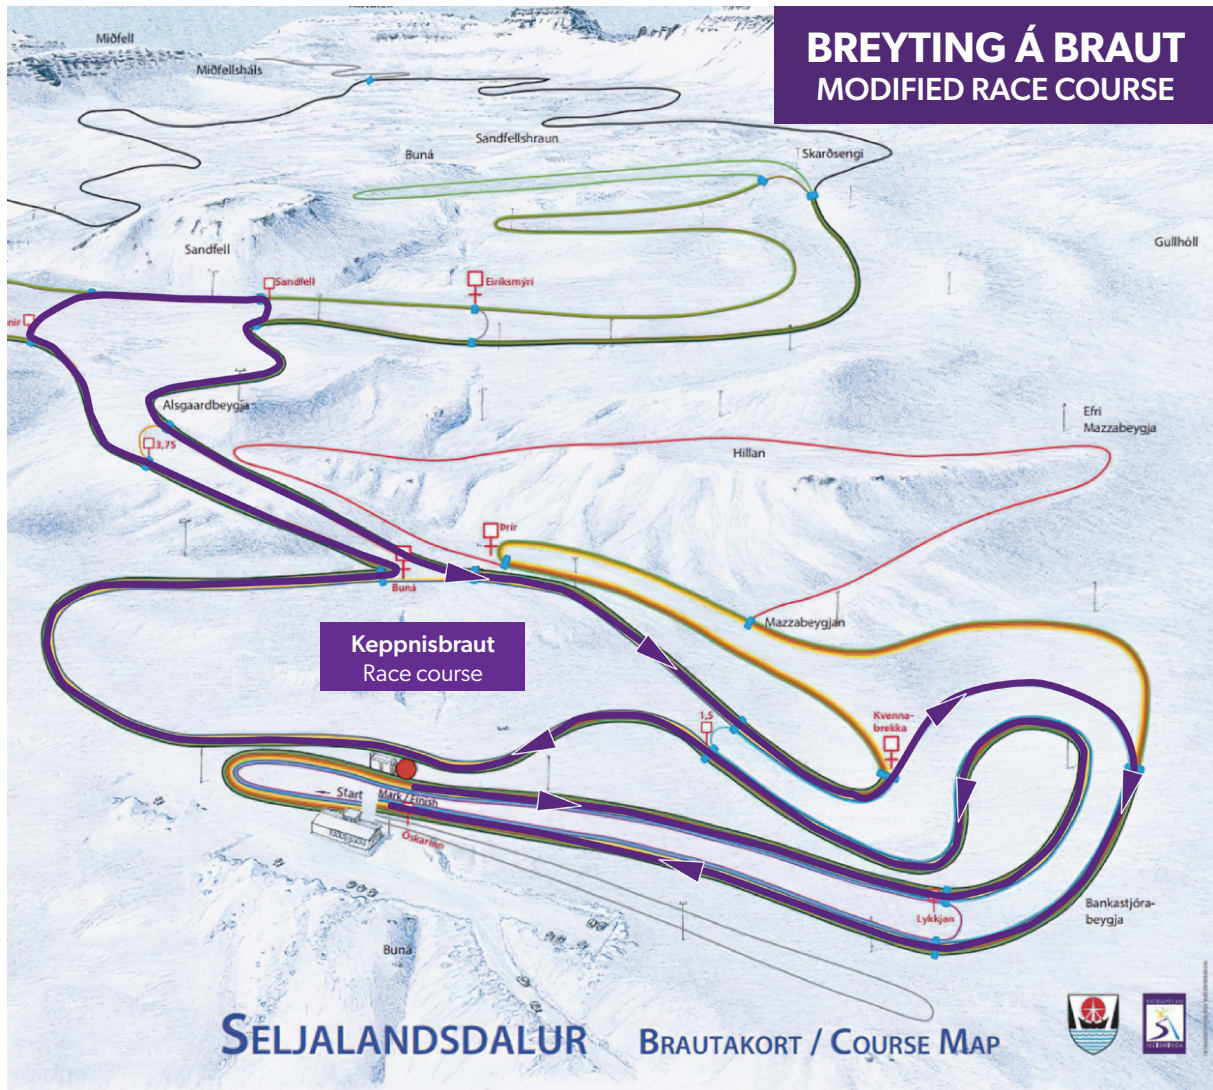 BREYTING Á BRAUT
MODIFIED RACE COURSE
Miðfell
Miðfellsháls
Sandfellshraun
Buná
Skarðsengi
Gullhóll
Sandfell
Sandfell
Eiríksmýri
Alsgaardbeygja
3,75
Efri
Mazzabeygja
Hillan
Þrír
Buná
Mazzabeygjan
Keppnisbraut
Race course
1,5
Kvenna-
brekka
Start
Mark / Finish
Óskarinn
Lykkjan
Bankastjóra-
beygja
Buná
SELJALANDSDALUR
BRAUTAKORT / COURSE MAP